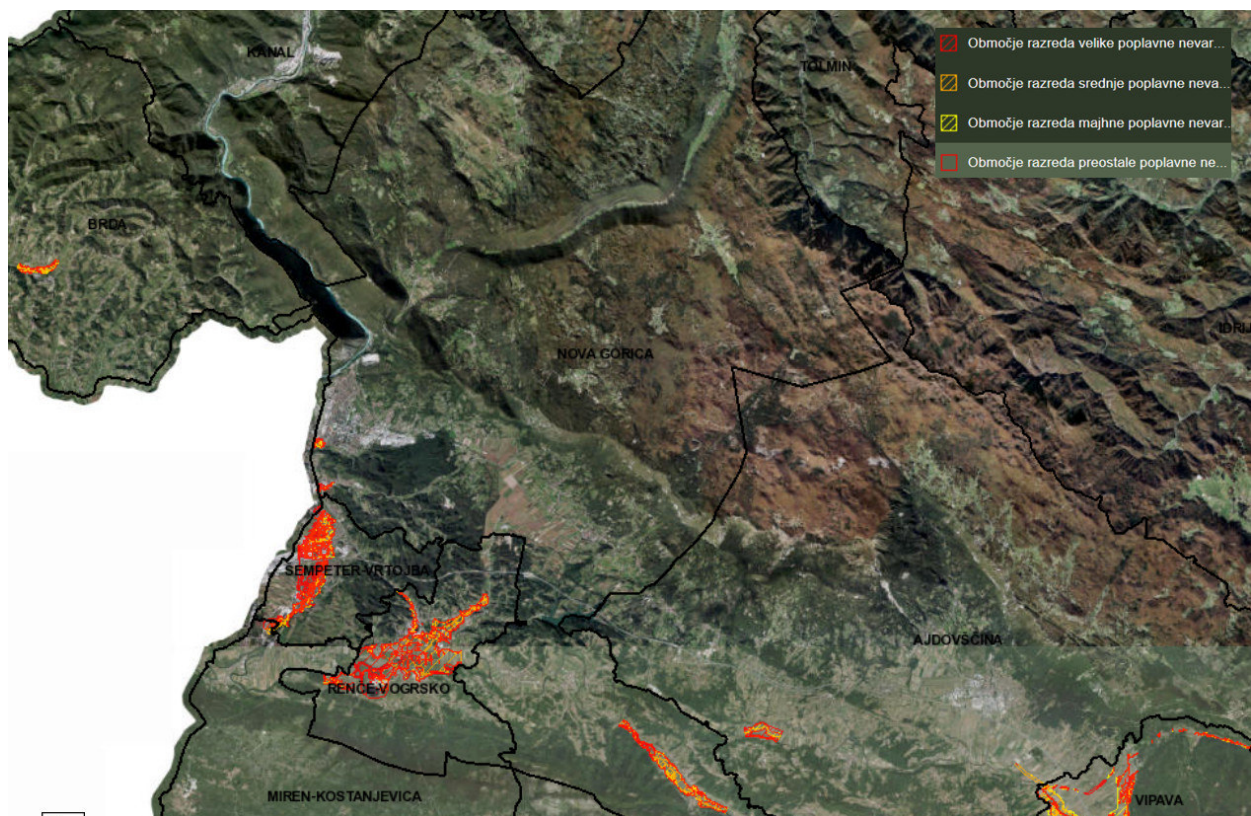 KANAL
TOLMIN
Območje razreda velike poplavne nevar...
Območje razreda srednje poplavne neva...
Območje razreda majhne poplavne nevar...
Območje razreda preostale poplavne ne...
BRDA
IDRIJ
NOVA GORICA
ŠEMPETER-VRTOJBA
AJDOVŠČINA
RENČE-VOGRSKO
MIREN-KOSTANJEVICA
VIPAVA